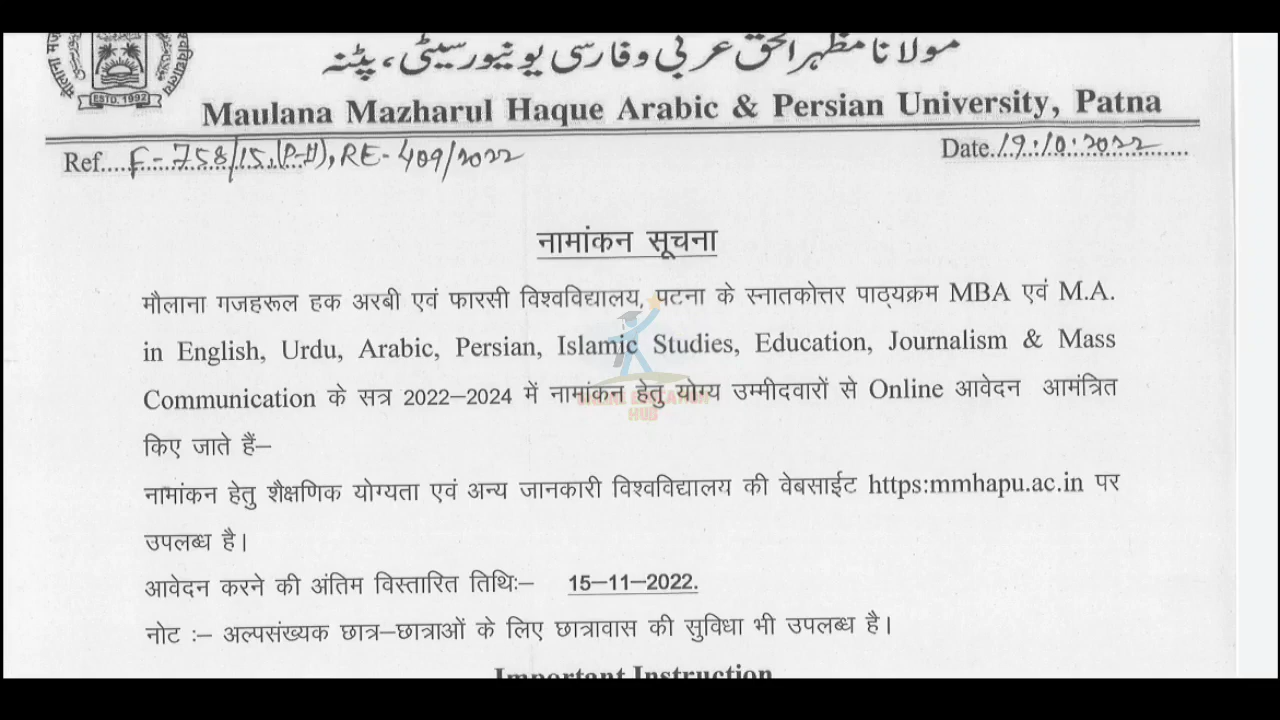 مولانا مظہر الحق عربی و فارسی یونیورسیٹی، پٹنہ
ESTD. 1992
Maulana Mazharul Haque Arabic & Persian University, Patna
Ref....F-758/15,(P-II), RE-409/2022
Date.19.10.2022
नामांकन सूचना
मौलाना गजहरूल हक अरबी एवं फारसी विश्वविद्यालय, पटना के स्नातकोत्तर पाठ्यक्रम MBA एवं M.A.
in English, Urdu, Arabic, Persian, Islamic Studies, Education, Journalism & Mass
Communication के सत्र 2022–2024 में नामांकन हेतु योग्य उम्मीदवारों से Online आवेदन आमंत्रित
किए जाते हैं–
नामांकन हेतु शैक्षणिक योग्यता एवं अन्य जानकारी विश्वविद्यालय की वेबसाईट https:mmhapu.ac.in पर
उपलब्ध है।
आवेदन करने की अंतिम विस्तारित तिथिः– 15–11–2022.
नोट :– अल्पसंख्यक छात्र–छात्राओं के लिए छात्रावास की सुविधा भी उपलब्ध है।
Important Instruction